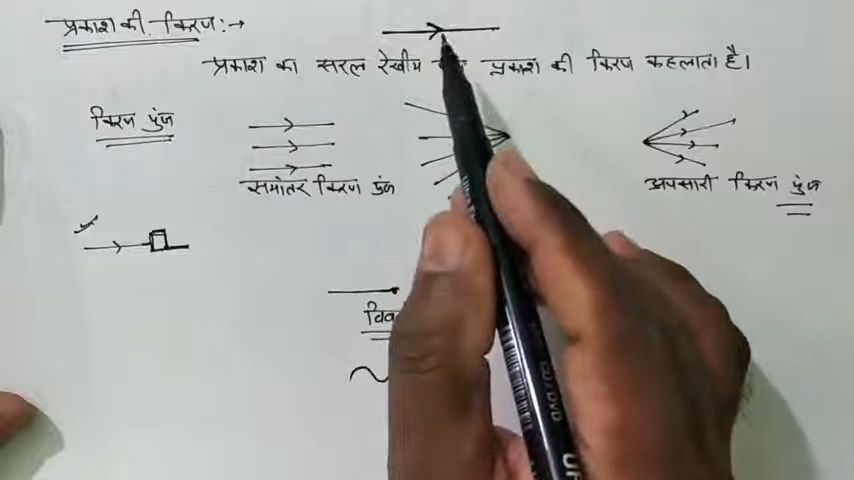 प्रकाश की किरण :→
प्रकाश का सरल रेखीय प्रकाश की किरण कहलाता है।
किरण पुंज
समांतर किरण पुंज
अपसारी किरण पुंज